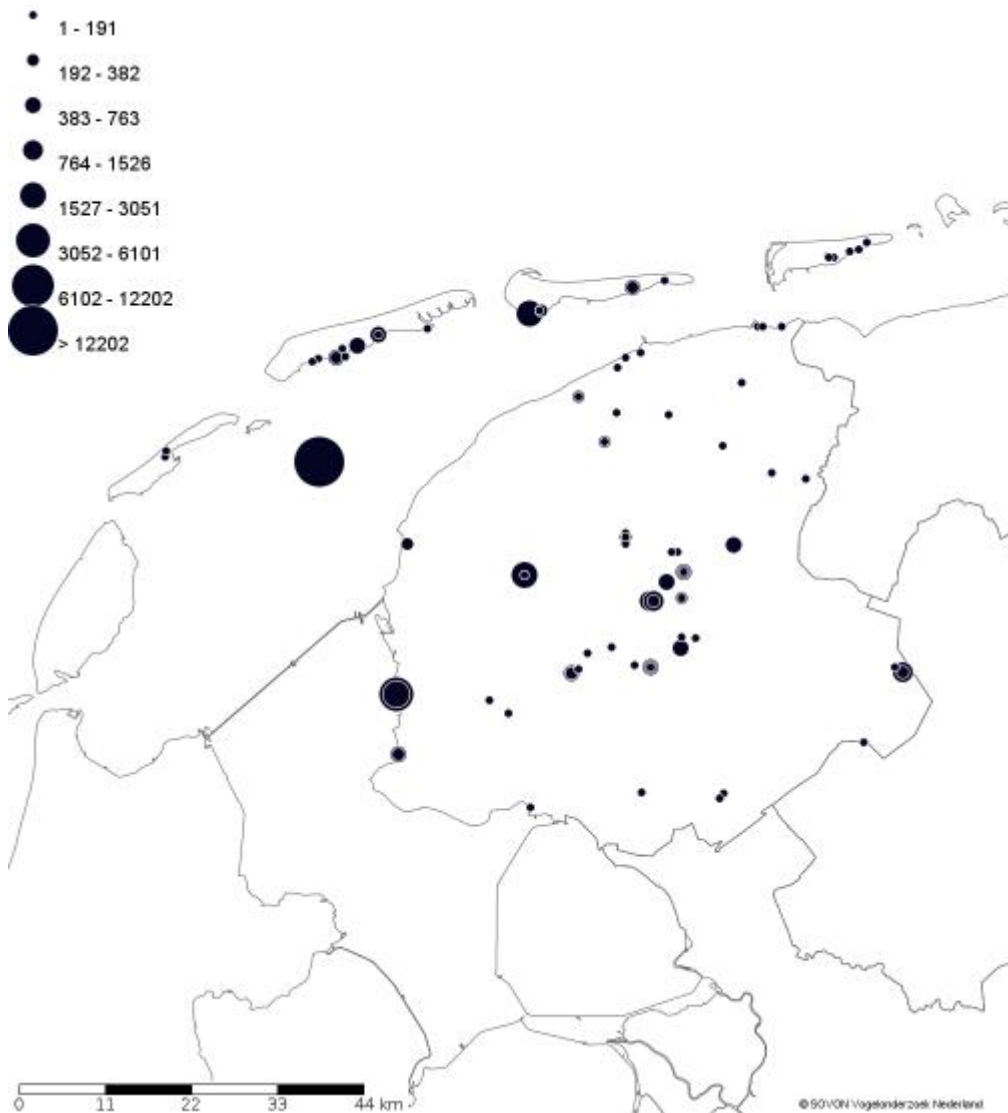 1 - 191
192 - 382
383 - 763
764 - 1526
1527 - 3051
3052 - 6101
6102 - 12202
> 12202
0 11 22 33 44 km
© SOVON Vogelonderzoek Nederland